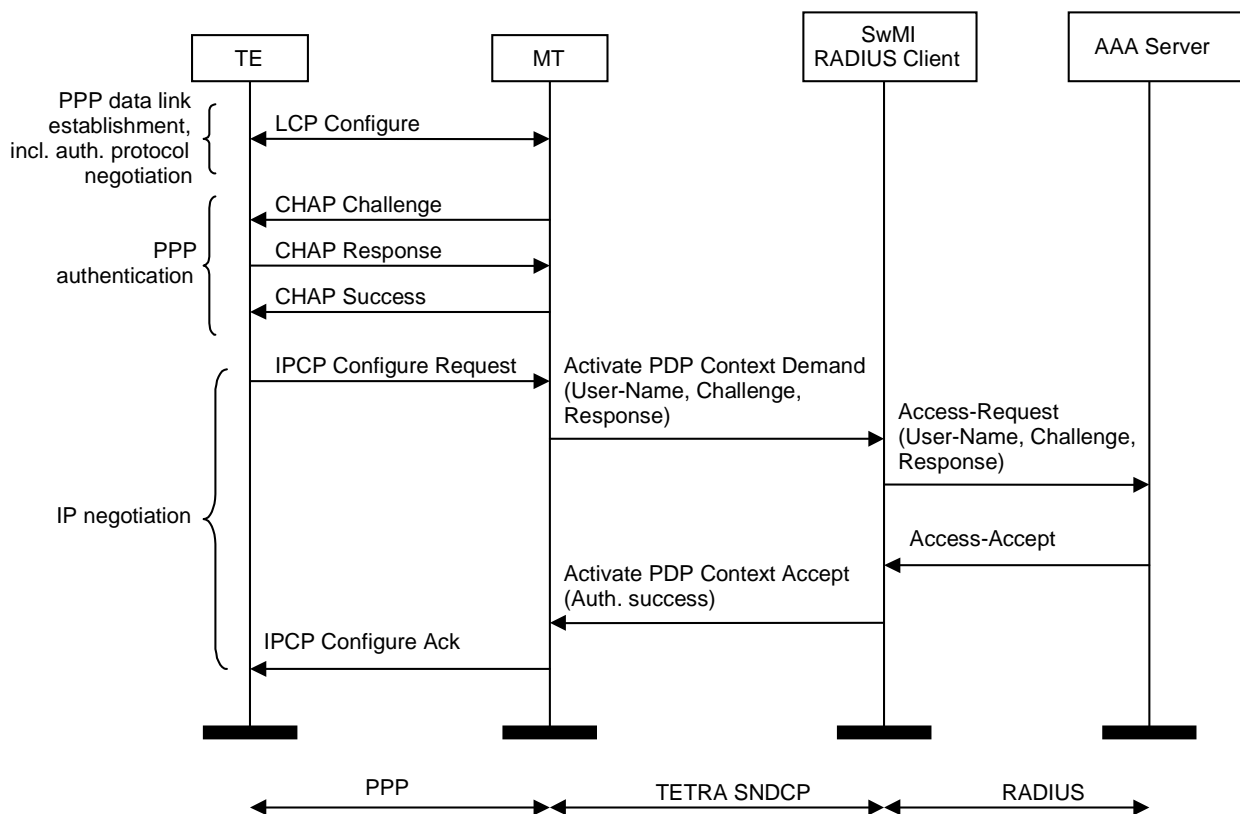 TE
MT
SwMI
RADIUS Client
AAA Server
PPP data link
establishment,
incl. auth. protocol
negotiation
LCP Configure
CHAP Challenge
PPP
authentication
CHAP Response
CHAP Success
IPCP Configure Request
Activate PDP Context Demand
(User-Name, Challenge,
Response)
Access-Request
(User-Name, Challenge,
Response)
IP negotiation
Access-Accept
Activate PDP Context Accept
(Auth. success)
IPCP Configure Ack
PPP
TETRA SNDCP
RADIUS